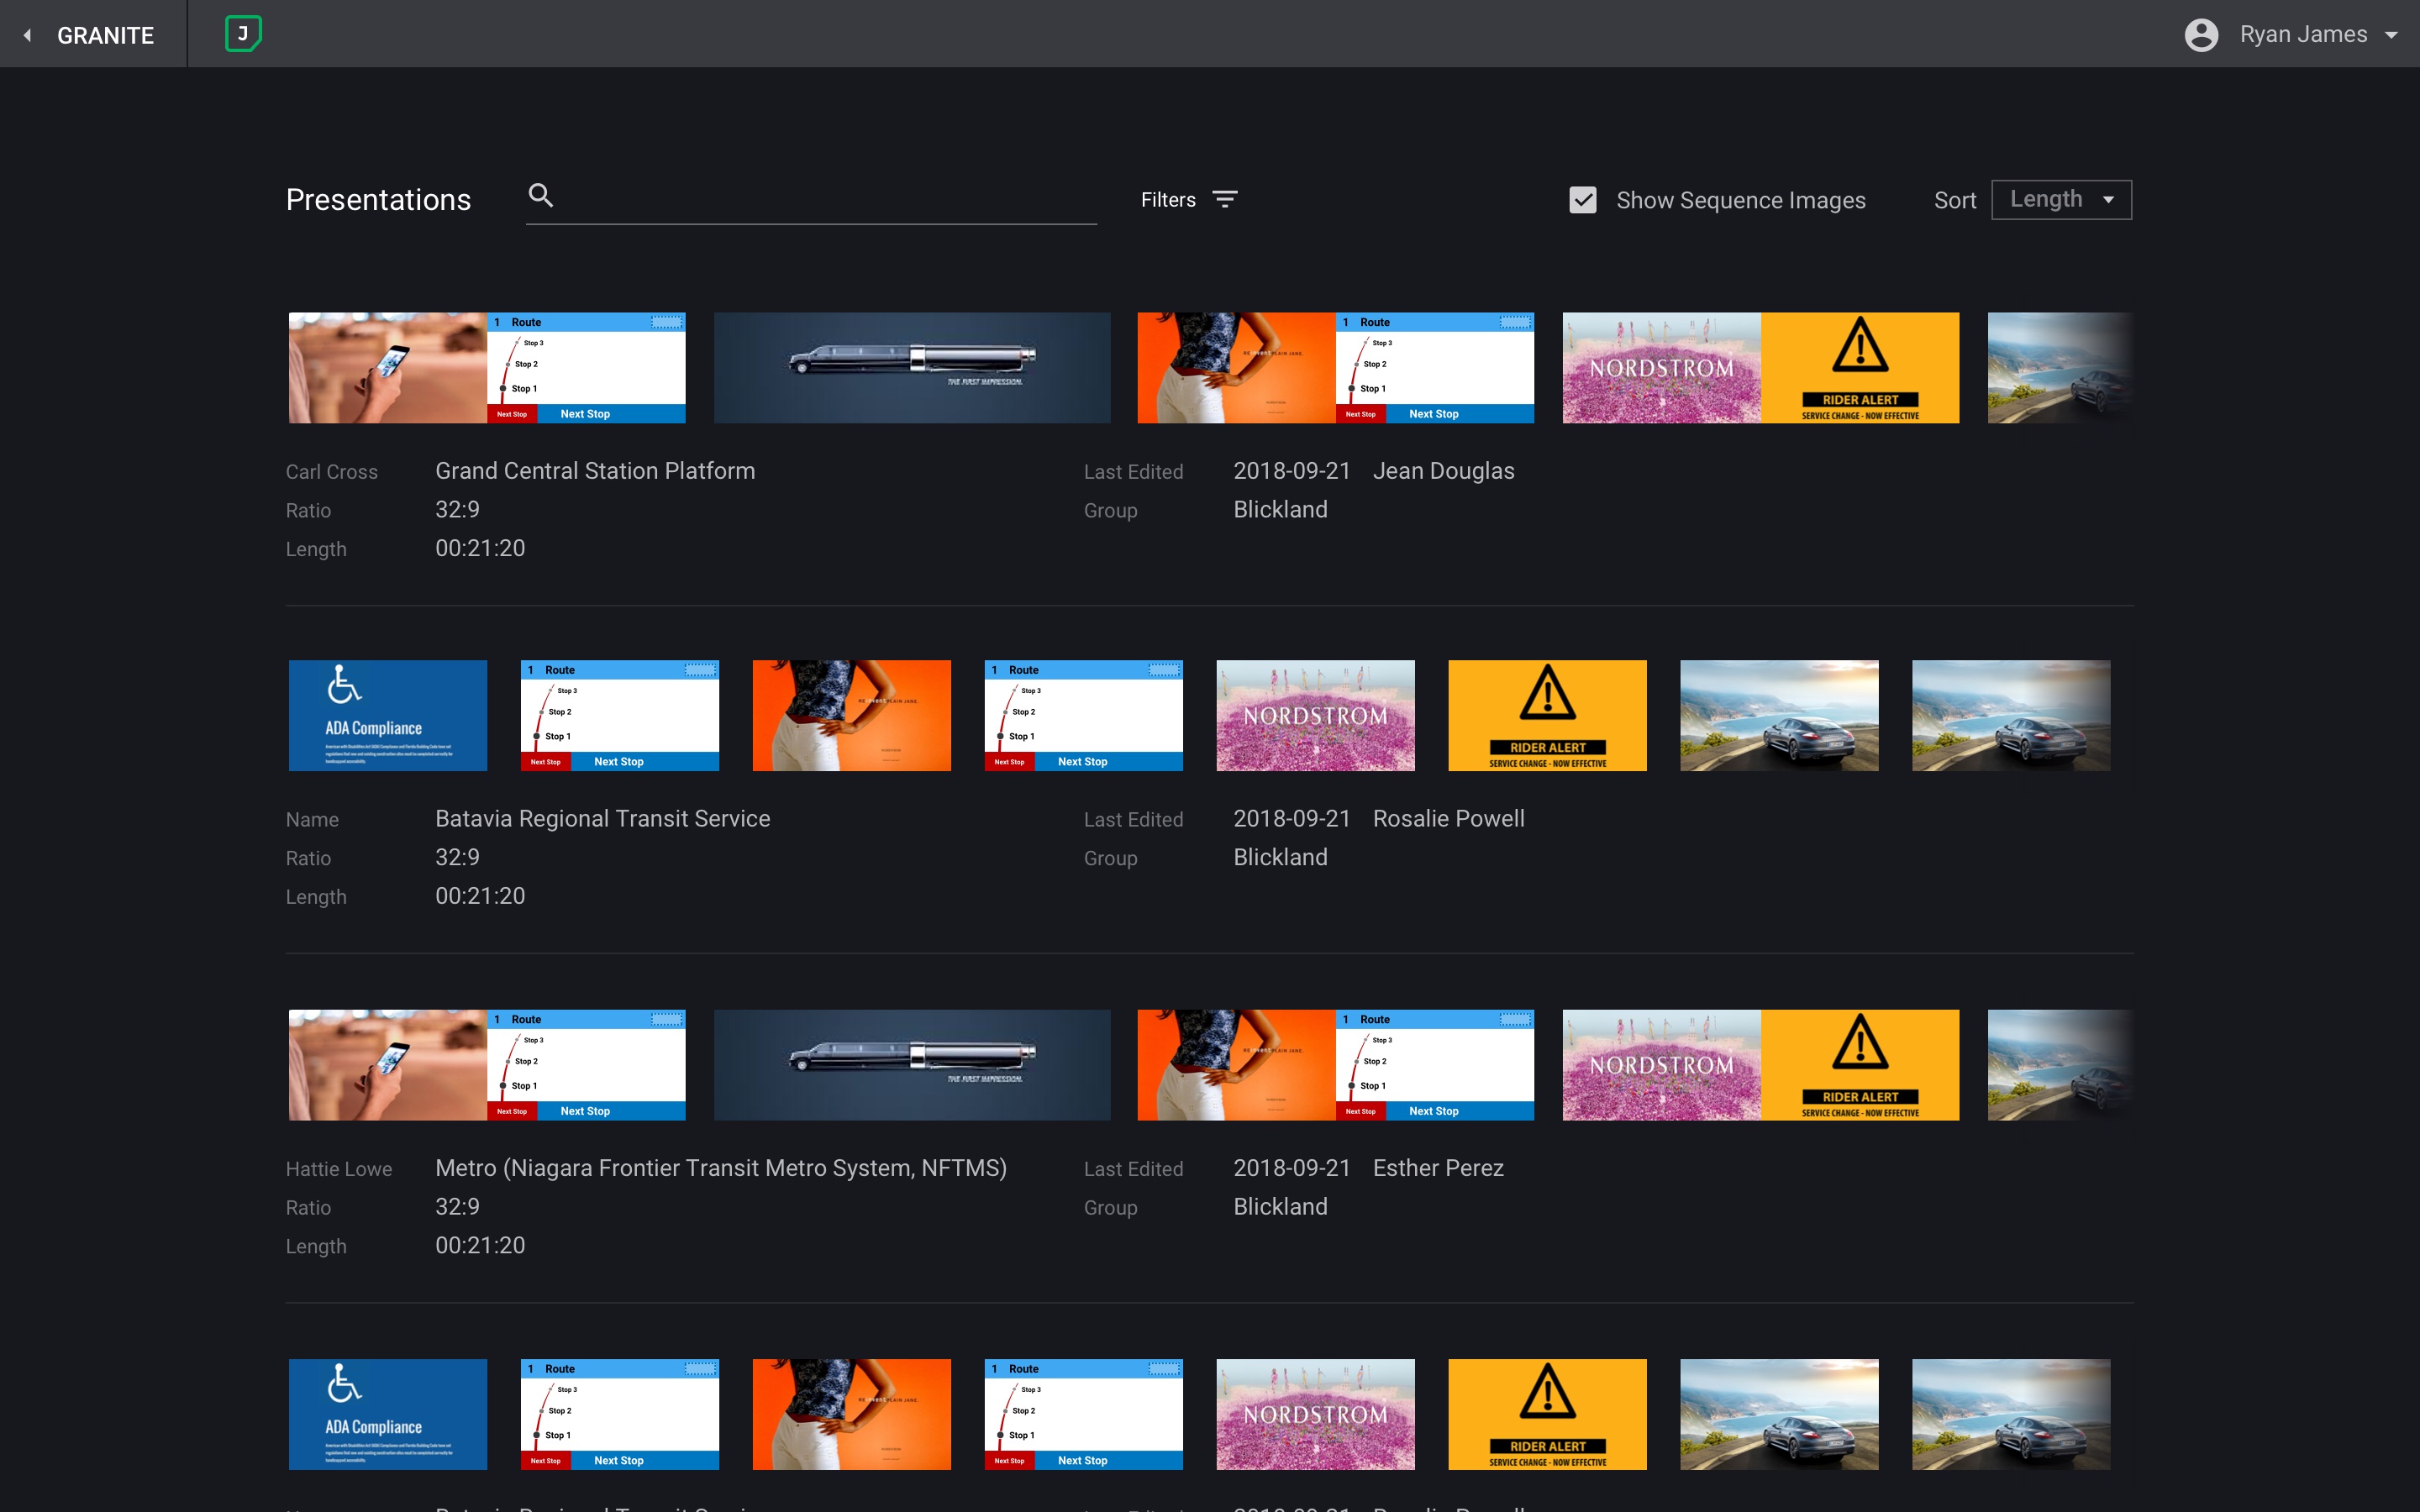 GRANITE
J
Ryan James
Presentations
Filters
Show Sequence Images
Sort
Length
1 Route
Stop 3
Stop 2
Stop 1
Next Stop Next Stop
THE FIRST IMPRESSION.
PLAIN JANE.
1 Route
Stop 3
Stop 2
Stop 1
Next Stop Next Stop
NORDSTROM
RIDER ALERT
SERVICE CHANGE - NOW EFFECTIVE
Carl Cross Grand Central Station Platform
Last Edited 2018-09-21 Jean Douglas
Ratio 32:9
Group Blickland
Length 00:21:20
ADA Compliance
1 Route
Stop 3
Stop 2
Stop 1
Next Stop Next Stop
PLAIN JANE.
1 Route
Stop 3
Stop 2
Stop 1
Next Stop Next Stop
NORDSTROM
RIDER ALERT
SERVICE CHANGE - NOW EFFECTIVE
Name Batavia Regional Transit Service
Last Edited 2018-09-21 Rosalie Powell
Ratio 32:9
Group Blickland
Length 00:21:20
1 Route
Stop 3
Stop 2
Stop 1
Next Stop Next Stop
THE FIRST IMPRESSION.
PLAIN JANE.
1 Route
Stop 3
Stop 2
Stop 1
Next Stop Next Stop
NORDSTROM
RIDER ALERT
SERVICE CHANGE - NOW EFFECTIVE
Hattie Lowe Metro (Niagara Frontier Transit Metro System, NFTMS)
Last Edited 2018-09-21 Esther Perez
Ratio 32:9
Group Blickland
Length 00:21:20
ADA Compliance
1 Route
Stop 3
Stop 2
Stop 1
Next Stop Next Stop
PLAIN JANE.
1 Route
Stop 3
Stop 2
Stop 1
Next Stop Next Stop
NORDSTROM
RIDER ALERT
SERVICE CHANGE - NOW EFFECTIVE